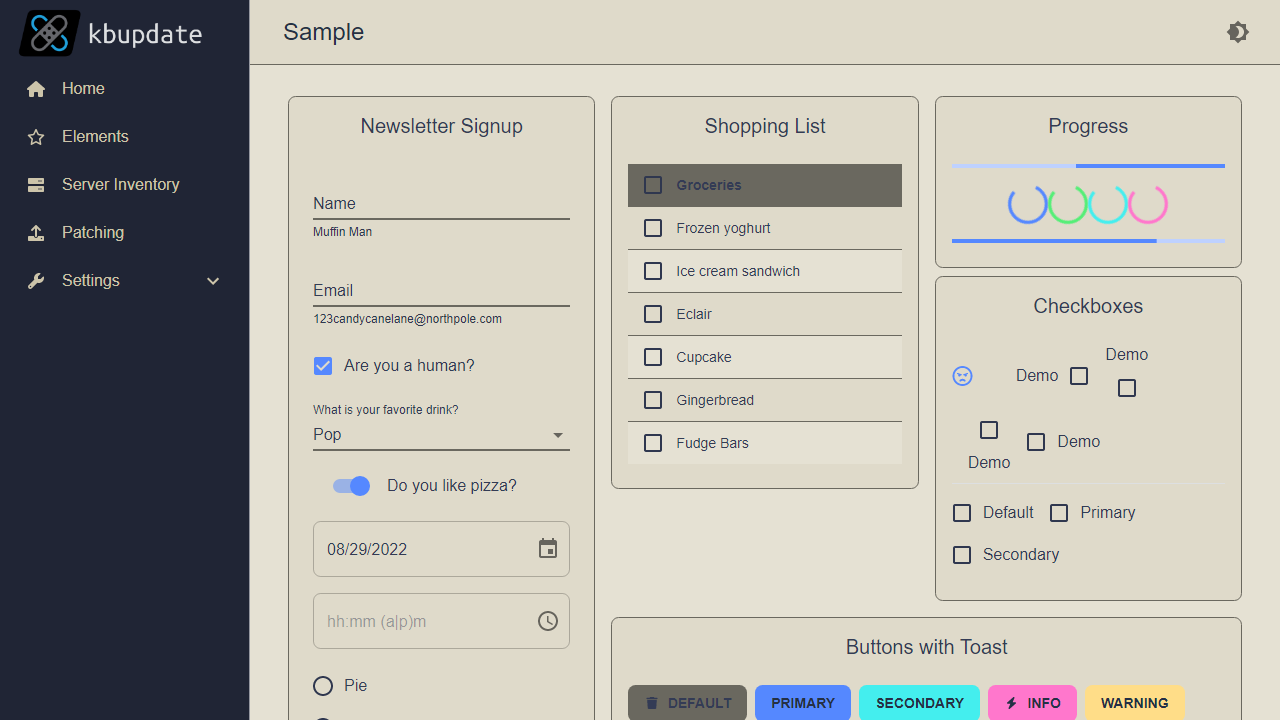 kbupdate
Home
Elements
Server Inventory
Patching
Settings
Sample
Newsletter Signup
Name
Muffin Man
Email
123candycanelane@northpole.com
Are you a human?
What is your favorite drink?
Pop
Do you like pizza?
08/29/2022
hh:mm (a|p)m
Pie
Shopping List
Groceries
Frozen yoghurt
Ice cream sandwich
Eclair
Cupcake
Gingerbread
Fudge Bars
Progress
Checkboxes
Demo
Demo
Demo
Demo
Default Primary
Secondary
Buttons with Toast
DEFAULT PRIMARY SECONDARY INFO WARNING